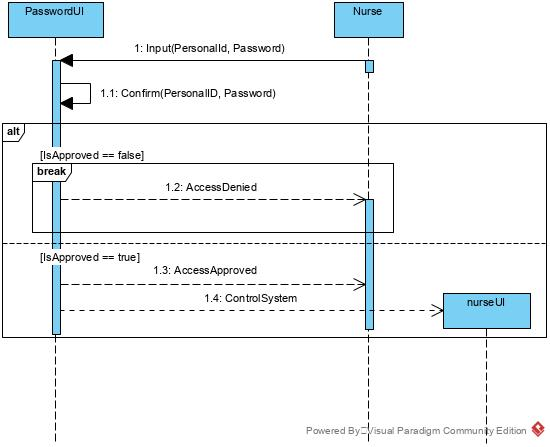 PasswordUI
Nurse
1: Input(PersonalId, Password)
1.1: Confirm(PersonalID, Password)
alt
[IsApproved == false]
break
1.2: AccessDenied
[IsApproved == true]
1.3: AccessApproved
1.4: ControlSystem
nurseUI
Powered By Visual Paradigm Community Edition